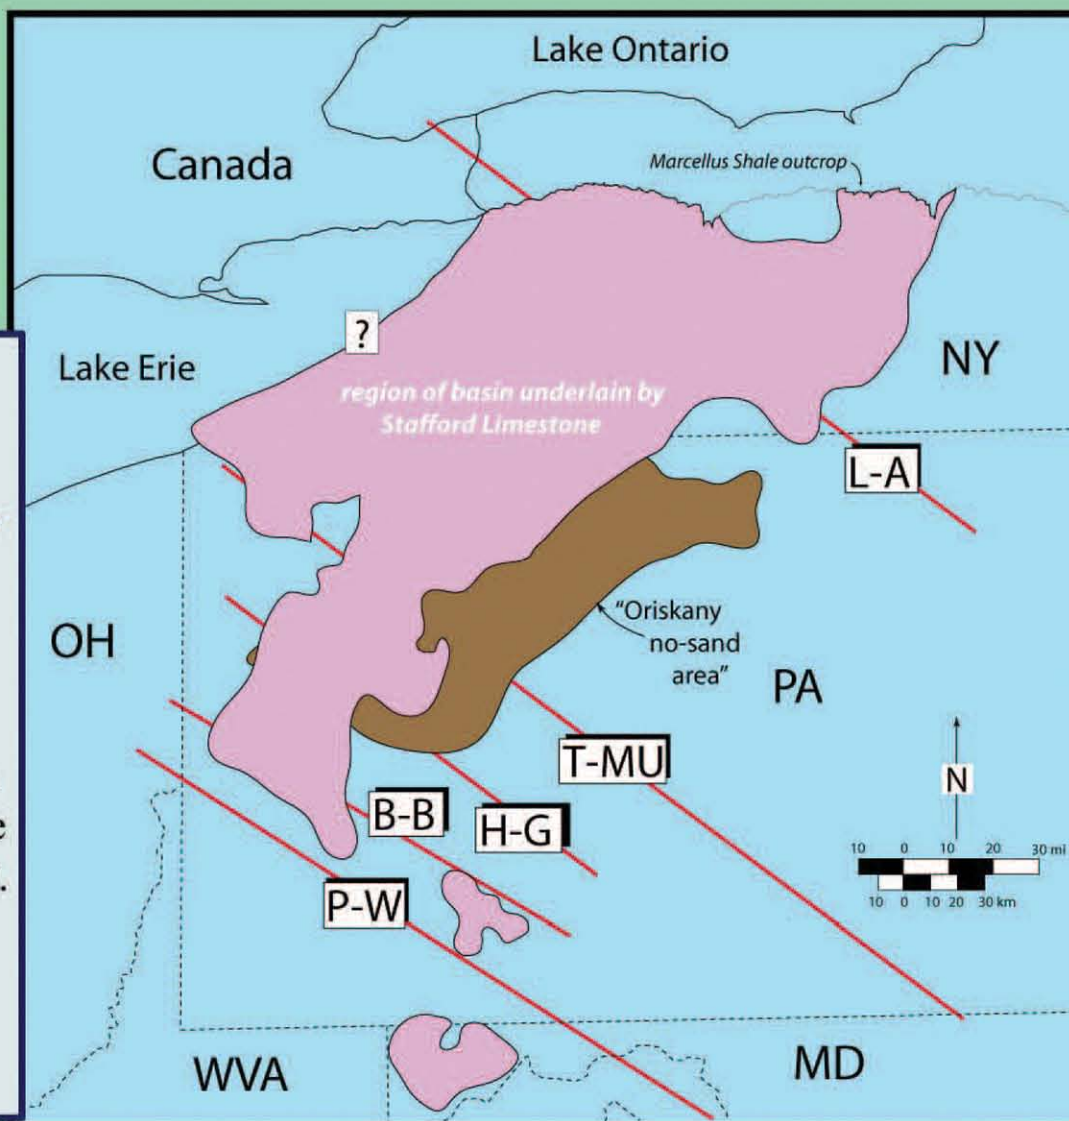 Lake Ontario
Canada
Marcellus Shale outcrop
?
Lake Erie
NY
region of basin underlain by
Stafford Limestone
L-A
OH
"Oriskany
no-sand
area"
PA
T-MU
N
B-B
H-G
10 0 10 20 30 mi
10 0 10 20 30 km
P-W
WVA
MD
e
.